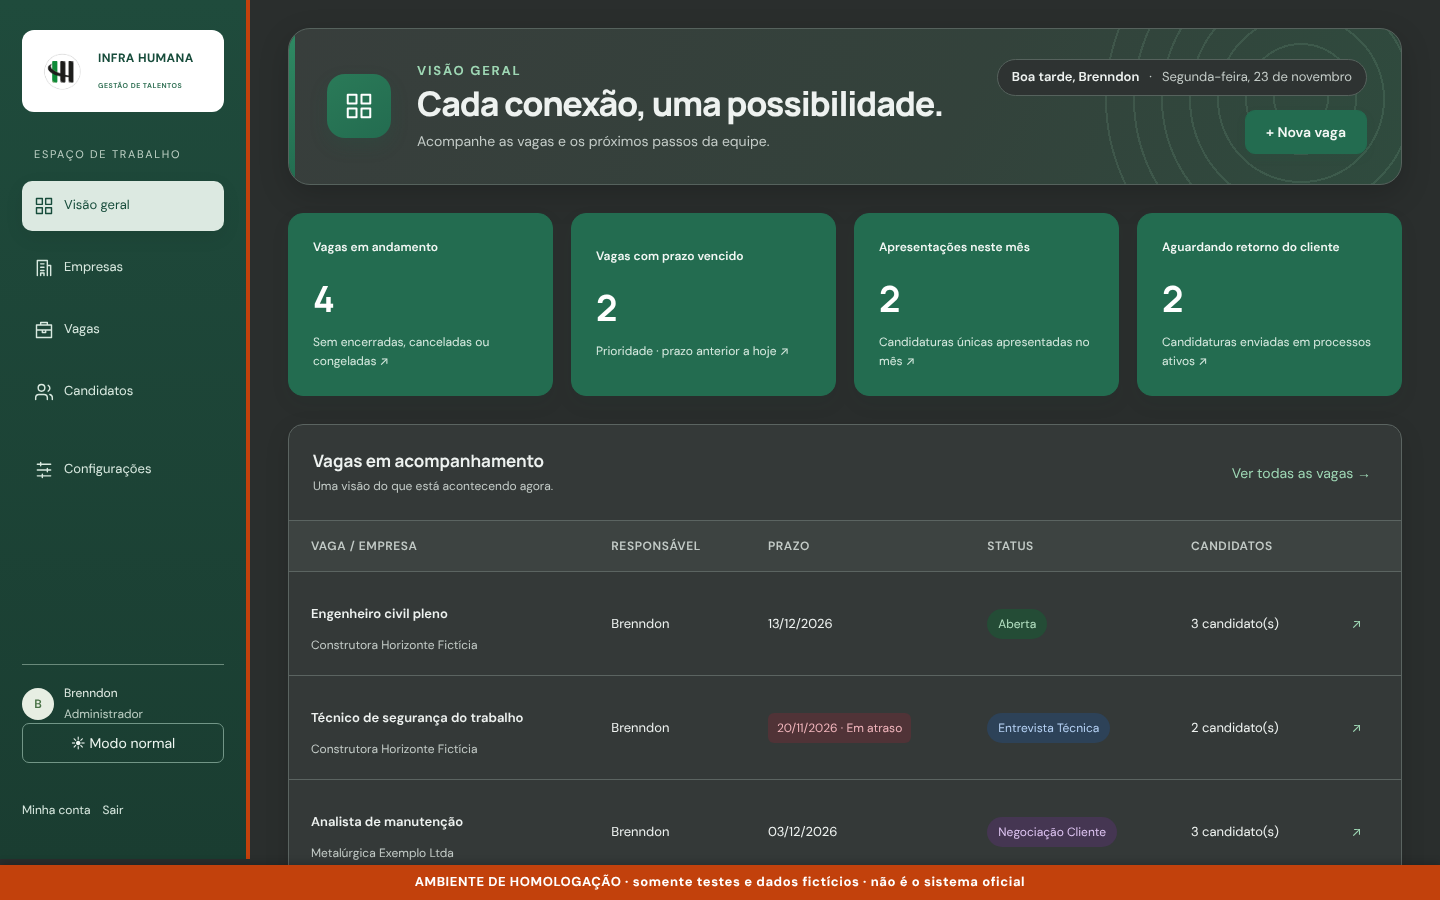 INFRA HUMANA
GESTÃO DE TALENTOS
ESPAÇO DE TRABALHO
Visão geral
Empresas
Vagas
Candidatos
Configurações
B
Brenndon
Administrador
☀ Modo normal
Minha conta Sair
VISÃO GERAL
Cada conexão, uma possibilidade.
Acompanhe as vagas e os próximos passos da equipe.
Boa tarde, Brenndon · Segunda-feira, 23 de novembro
+ Nova vaga
Vagas em andamento
4
Sem encerradas, canceladas ou
congeladas ↗
Vagas com prazo vencido
2
Prioridade · prazo anterior a hoje ↗
Apresentações neste mês
2
Candidaturas únicas apresentadas no
mês ↗
Aguardando retorno do cliente
2
Candidaturas enviadas em processos
ativos ↗
Vagas em acompanhamento
Uma visão do que está acontecendo agora.
Ver todas as vagas →
VAGA / EMPRESA RESPONSÁVEL PRAZO STATUS CANDIDATOS
Engenheiro civil pleno
Construtora Horizonte Fictícia
Brenndon 13/12/2026 Aberta 3 candidato(s) ↗
Técnico de segurança do trabalho
Construtora Horizonte Fictícia
Brenndon 20/11/2026 · Em atraso Entrevista Técnica 2 candidato(s) ↗
Analista de manutenção
Metalúrgica Exemplo Ltda
Brenndon 03/12/2026 Negociação Cliente 3 candidato(s) ↗
AMBIENTE DE HOMOLOGAÇÃO · somente testes e dados fictícios · não é o sistema oficial